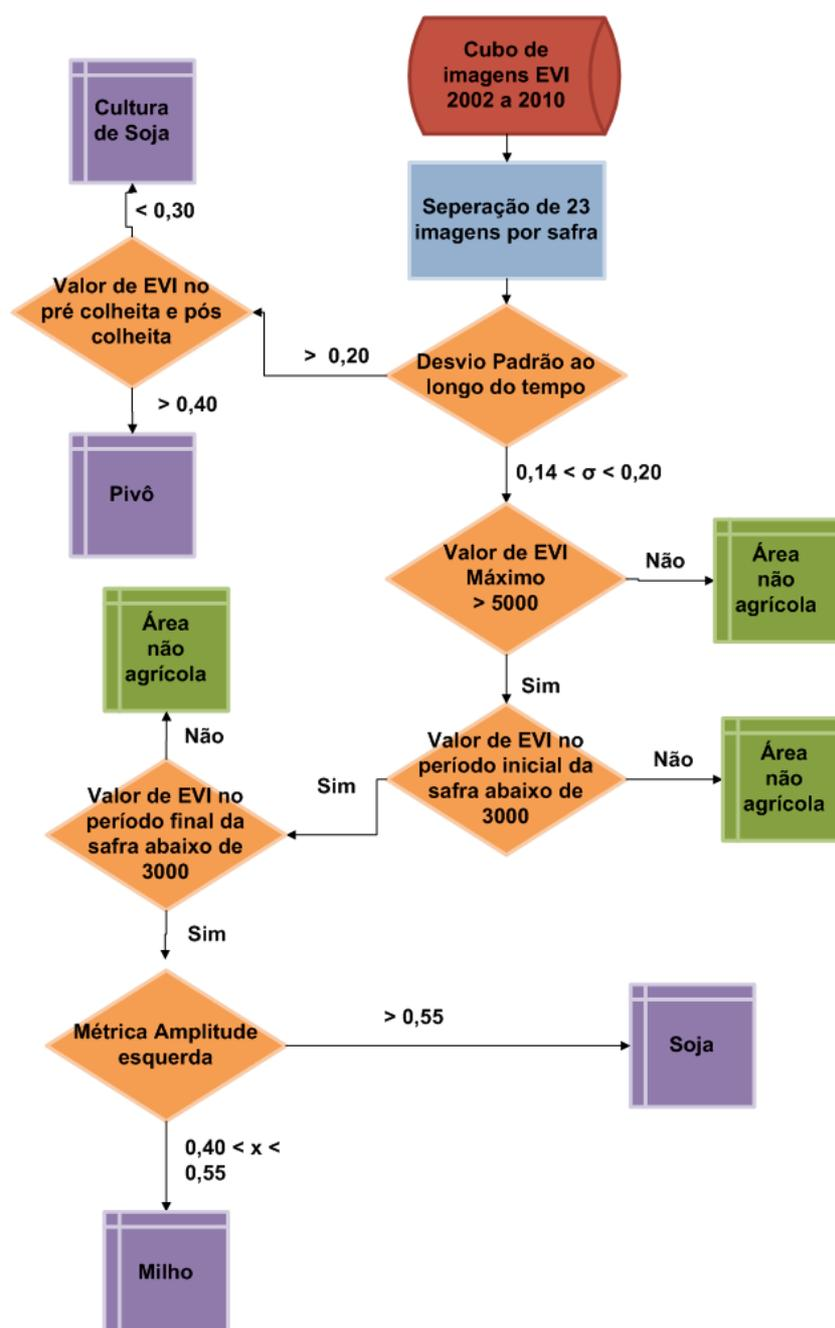 Cubo de
imagens EVI
2002 a 2010
Cultura
de Soja
< 0,30
Seperação de 23
imagens por safra
Valor de EVI no
pré colheita e pós
colheita
> 0,20
Desvio Padrão ao
longo do tempo
> 0,40
Pivô
0,14 < σ < 0,20
Valor de EVI
Máximo
> 5000
Não
Área
não
agrícola
Sim
Área
não
agrícola
Não
Valor de EVI no
período inicial da
safra abaixo de
3000
Não
Área
não
agrícola
Sim
Valor de EVI no
período final da
safra abaixo de
3000
Sim
Métrica Amplitude
esquerda
> 0,55
Soja
0,40 < x <
0,55
Milho